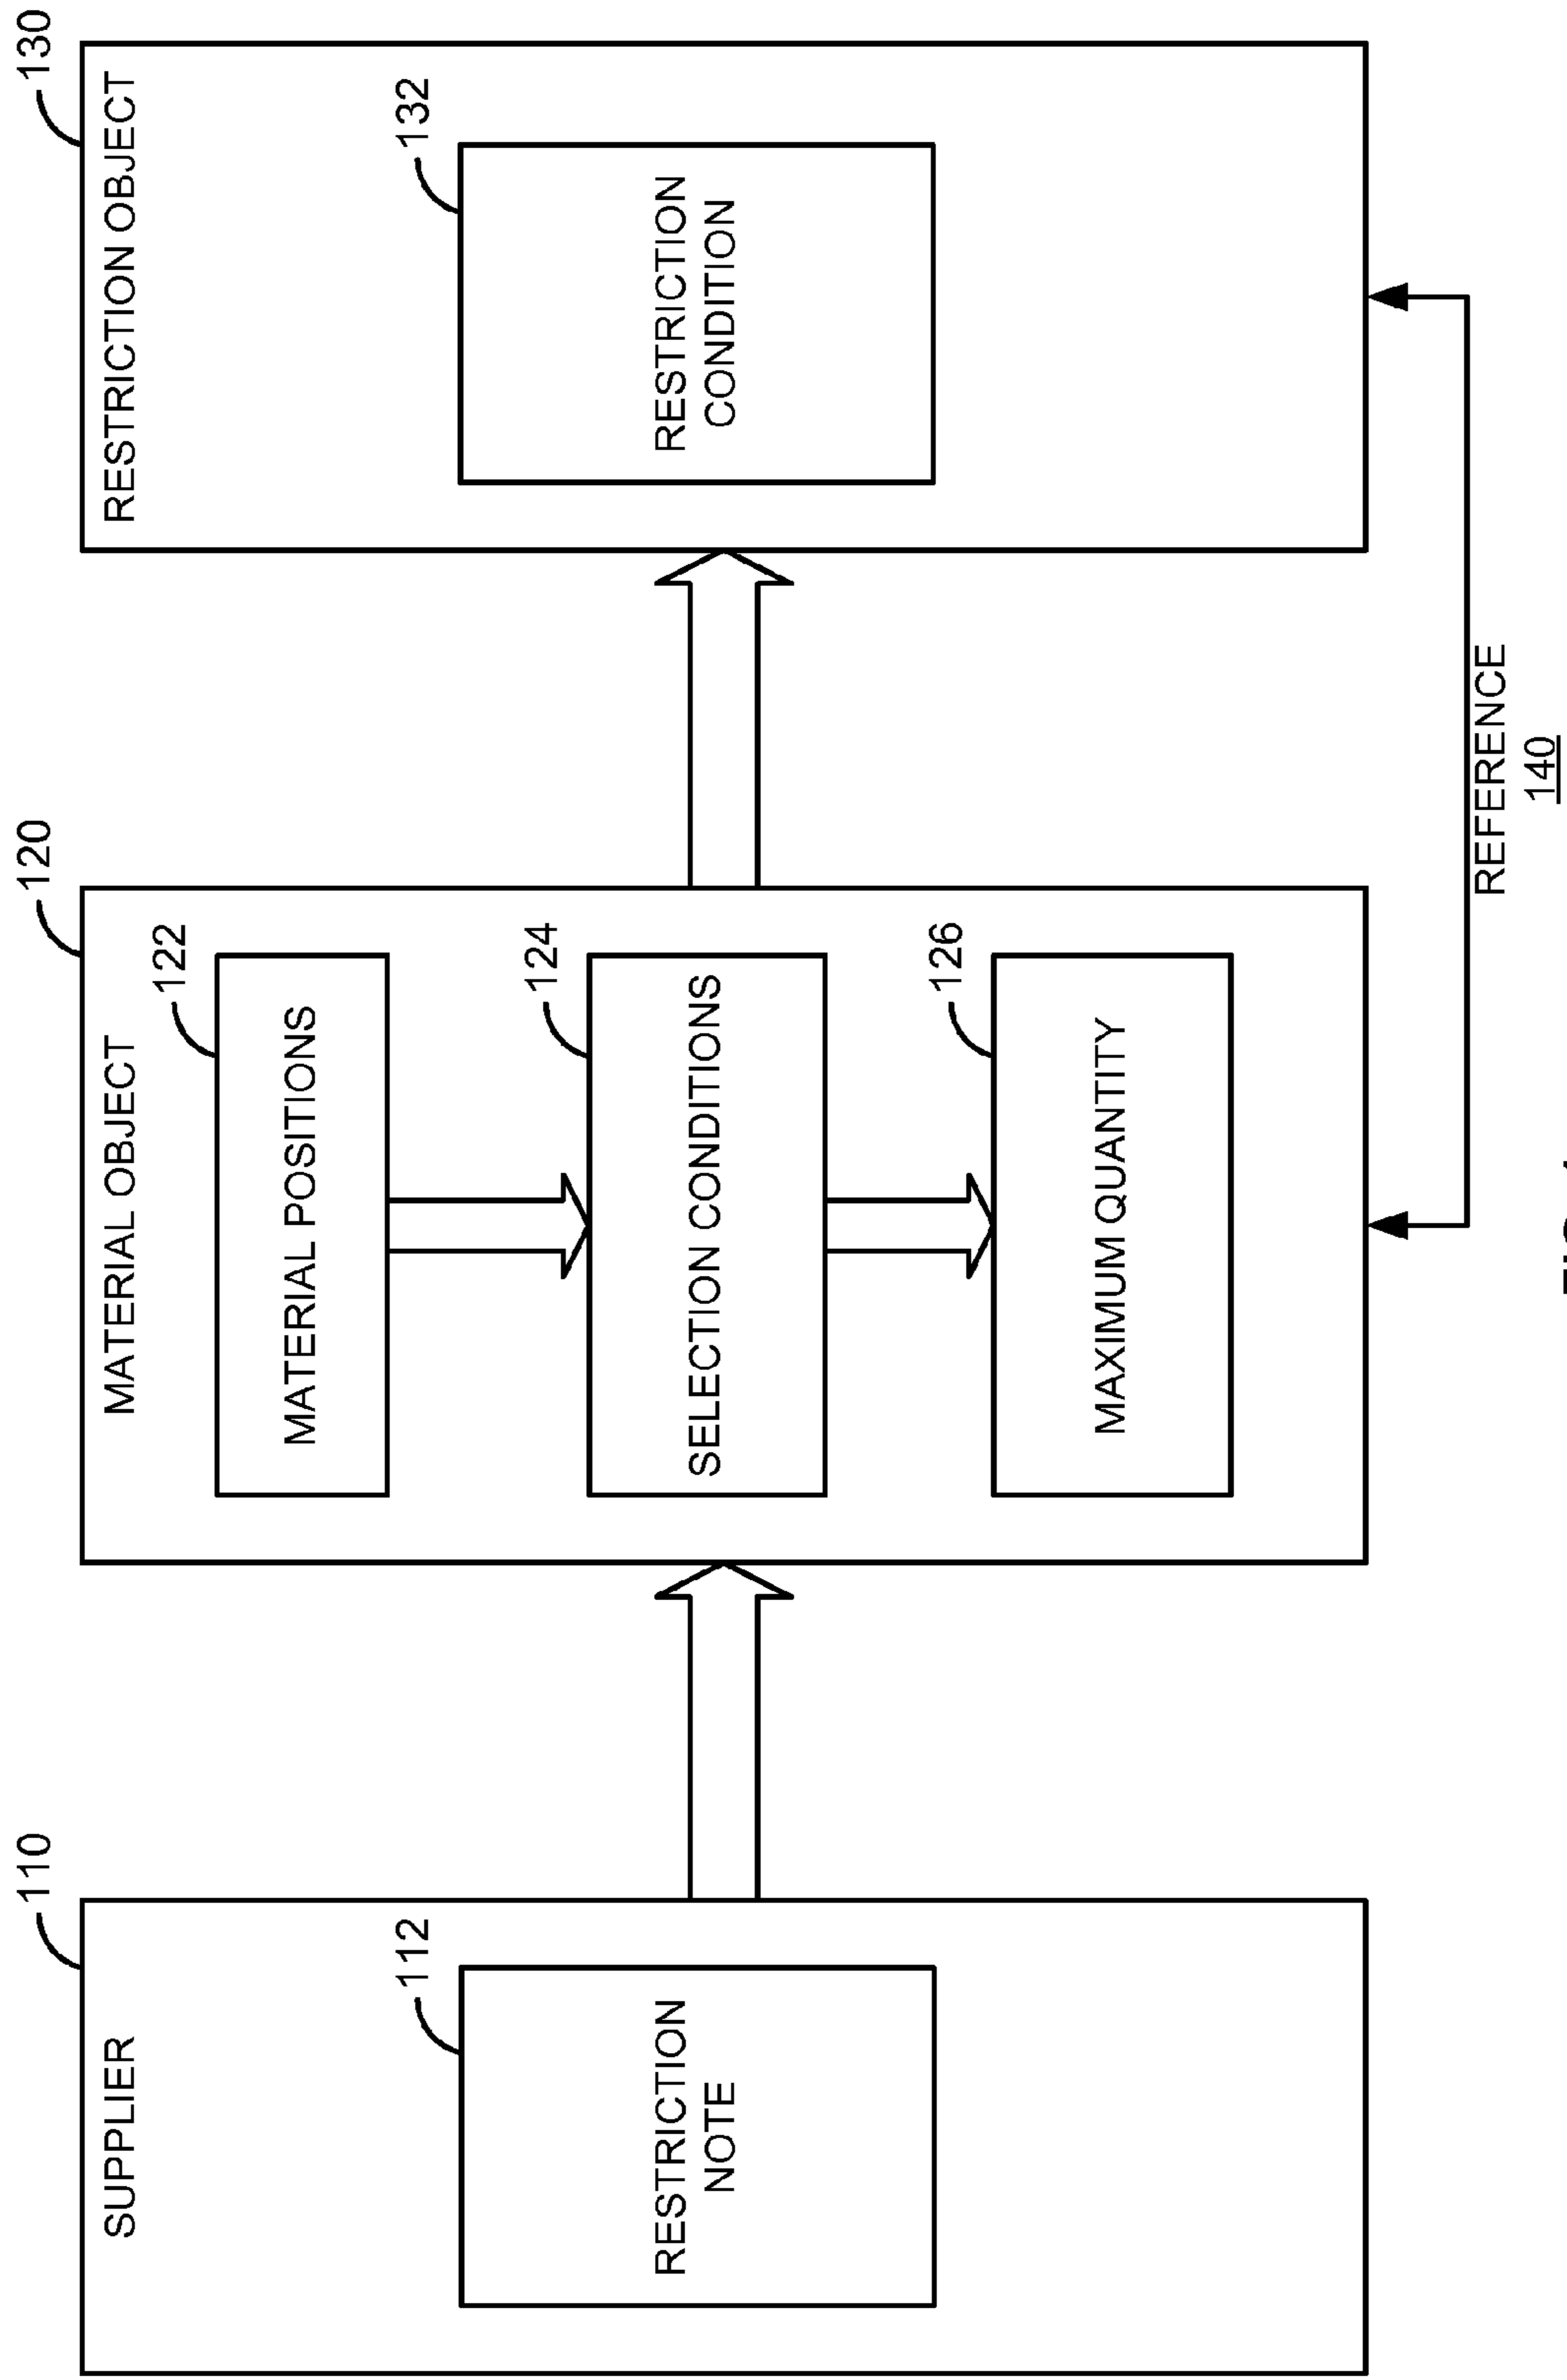 110
SUPPLIER
112
RESTRICTION
NOTE
120
MATERIAL OBJECT
122
MATERIAL POSITIONS
124
SELECTION CONDITIONS
126
MAXIMUM QUANTITY
130
RESTRICTION OBJECT
132
RESTRICTION
CONDITION
REFERENCE
140